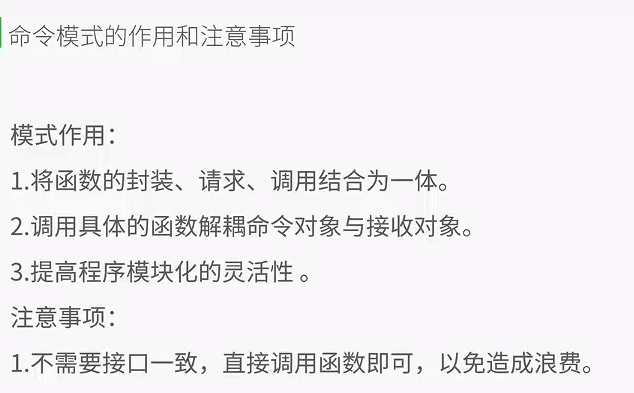 命令模式的作用和注意事项
模式作用：
1.将函数的封装、请求、调用结合为一体。
2.调用具体的函数解耦命令对象与接收对象。
3.提高程序模块化的灵活性 。
注意事项：
1.不需要接口一致，直接调用函数即可，以免造成浪费。